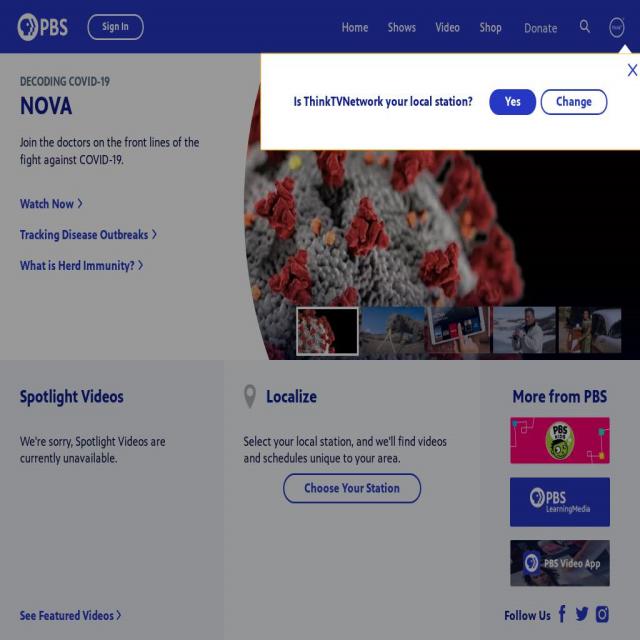 PBS
Sign In
Home
Shows
Video
Shop
Donate
X
Is ThinkTVNetwork your local station?
Yes
Change
DECODING COVID-19
NOVA
Join the doctors on the front lines of the
fight against COVID-19.
Watch Now
Tracking Disease Outbreaks
What is Herd Immunity?
Spotlight Videos
We're sorry, Spotlight Videos are
currently unavailable.
See Featured Videos
Localize
Select your local station, and we'll find videos
and schedules unique to your area.
Choose Your Station
More from PBS
PBS
KIDS
PBS
LearningMedia
PBS Video App
Follow Us